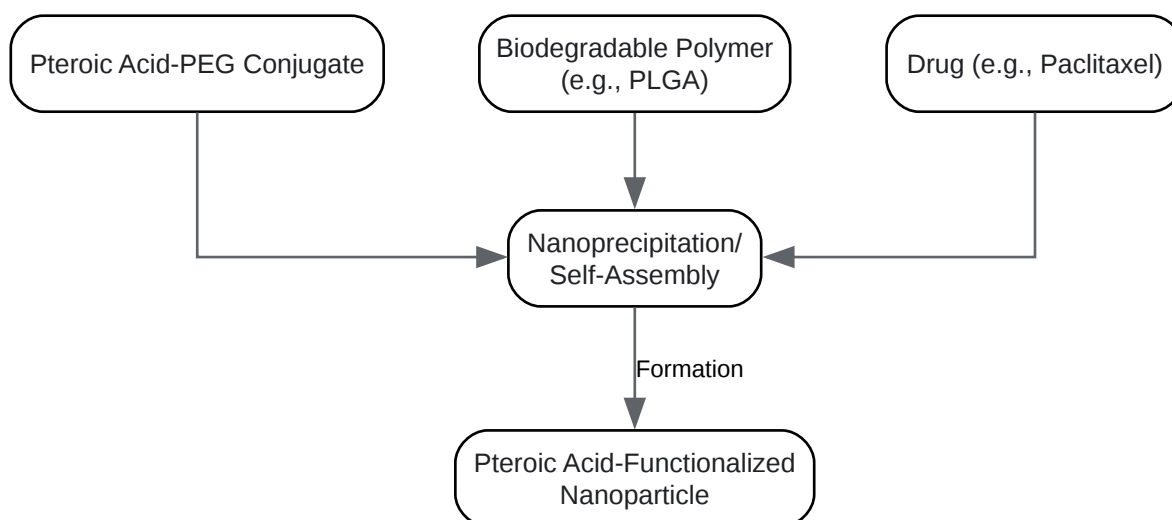 Pteroic Acid-PEG Conjugate
Biodegradable Polymer
(e.g., PLGA)
Drug (e.g., Paclitaxel)
Nanoprecipitation/
Self-Assembly
Formation
Pteroic Acid-Functionalized
Nanoparticle